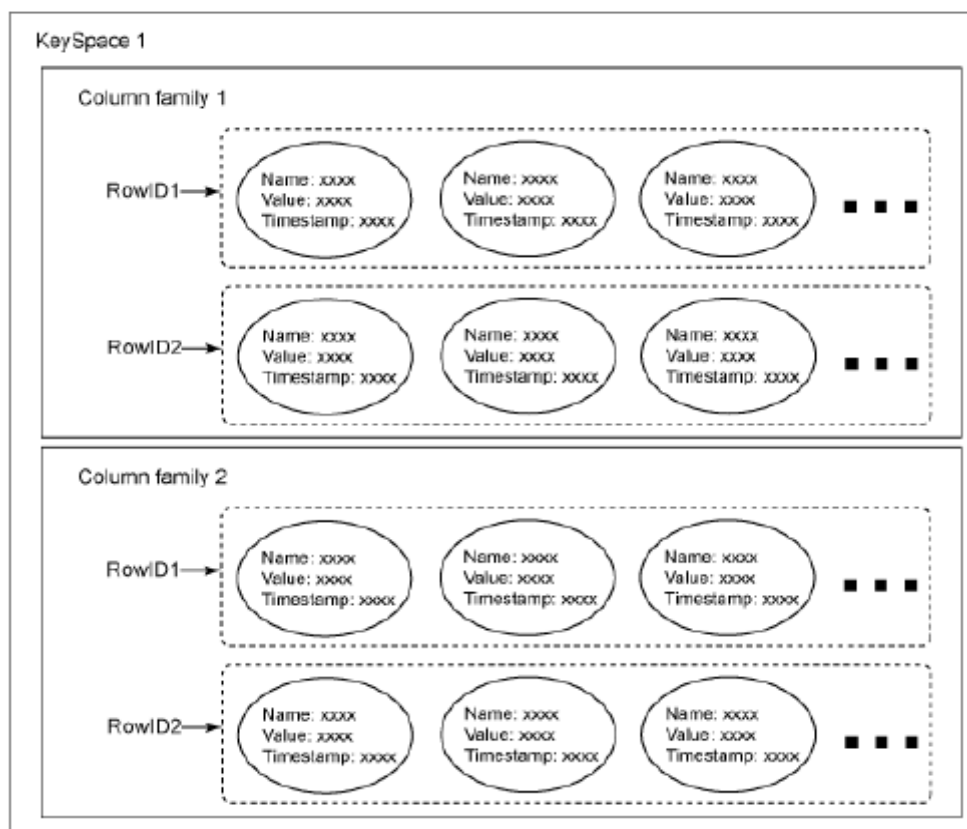 KeySpace 1
Column family 1
RowID1
Name: xxxx
Value: xxxx
Timestamp: xxxx
Name: xxxx
Value: xxxx
Timestamp: xxxx
Name: xxxx
Value: xxxx
Timestamp: xxxx
RowID2
Name: xxxx
Value: xxxx
Timestamp: xxxx
Name: xxxx
Value: xxxx
Timestamp: xxxx
Name: xxxx
Value: xxxx
Timestamp: xxxx
Column family 2
RowID1
Name: xxxx
Value: xxxx
Timestamp: xxxx
Name: xxxx
Value: xxxx
Timestamp: xxxx
Name: xxxx
Value: xxxx
Timestamp: xxxx
RowID2
Name: xxxx
Value: xxxx
Timestamp: xxxx
Name: xxxx
Value: xxxx
Timestamp: xxxx
Name: xxxx
Value: xxxx
Timestamp: xxxx